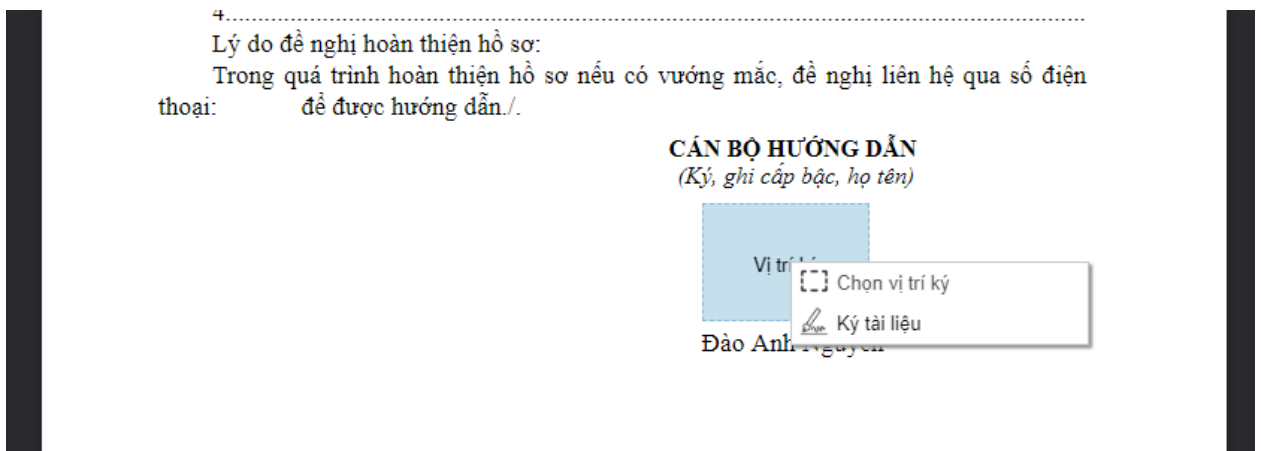 4.......................................................................................................................................
Lý do đề nghị hoàn thiện hồ sơ:
Trong quá trình hoàn thiện hồ sơ nếu có vướng mắc, đề nghị liên hệ qua số điện
thoại: để được hướng dẫn./.
CÁN BỘ HƯỚNG DẪN
(Ký, ghi cấp bậc, họ tên)
Vị trí
Chọn vị trí ký
Ký tài liệu
Đào Anh